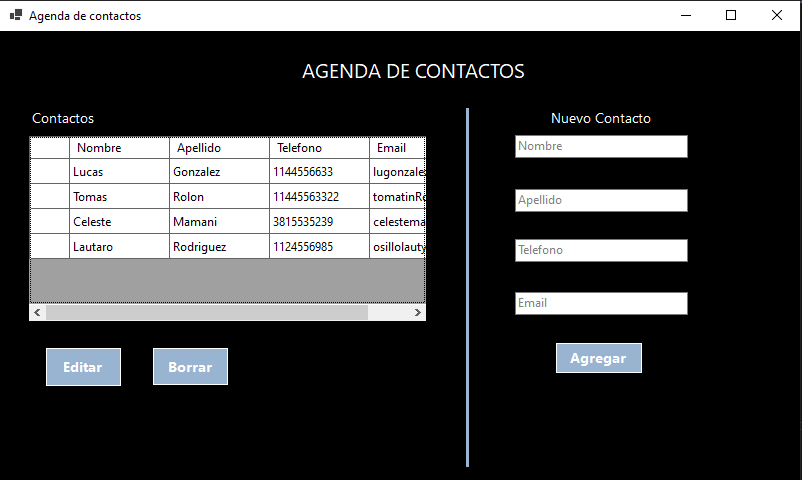 Agenda de contactos
AGENDA DE CONTACTOS
Contactos
Nombre Apellido Telefono Email
Lucas Gonzalez 1144556633 lugonzale
Tomas Rolon 11445563322 tomatinRo
Celeste Mamani 3815535239 celestema
Lautaro Rodriguez 1124556985 osillolauty
Editar Borrar
Nuevo Contacto
Nombre
Apellido
Telefono
Email
Agregar